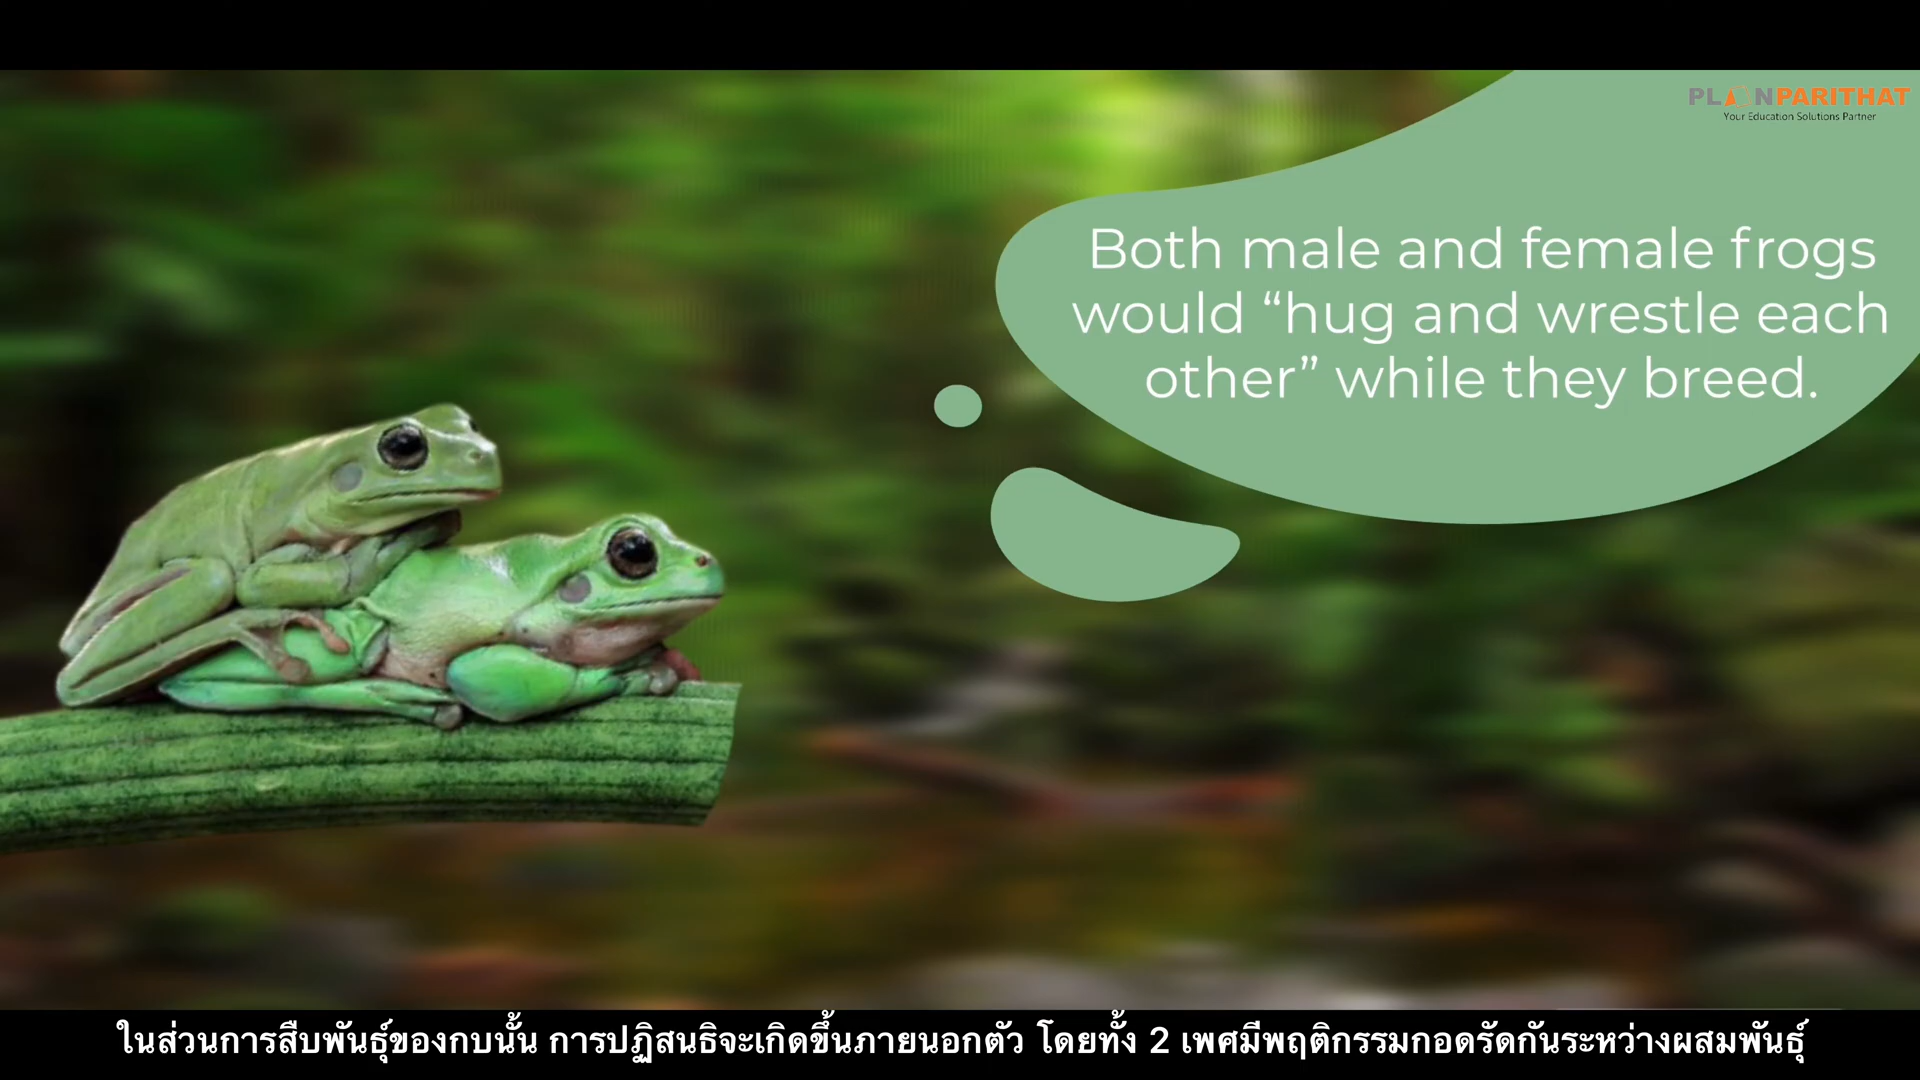 PLANPARITHAT
Your Education Solutions Partner
Both male and female frogs
would “hug and wrestle each
other” while they breed.
ในส่วนการสืบพันธุ์ของกบนั้น การปฏิสนธิจะเกิดขึ้นภายนอกตัว โดยทั้ง 2 เพศมีพฤติกรรมกอดรัดกันระหว่างผสมพันธุ์